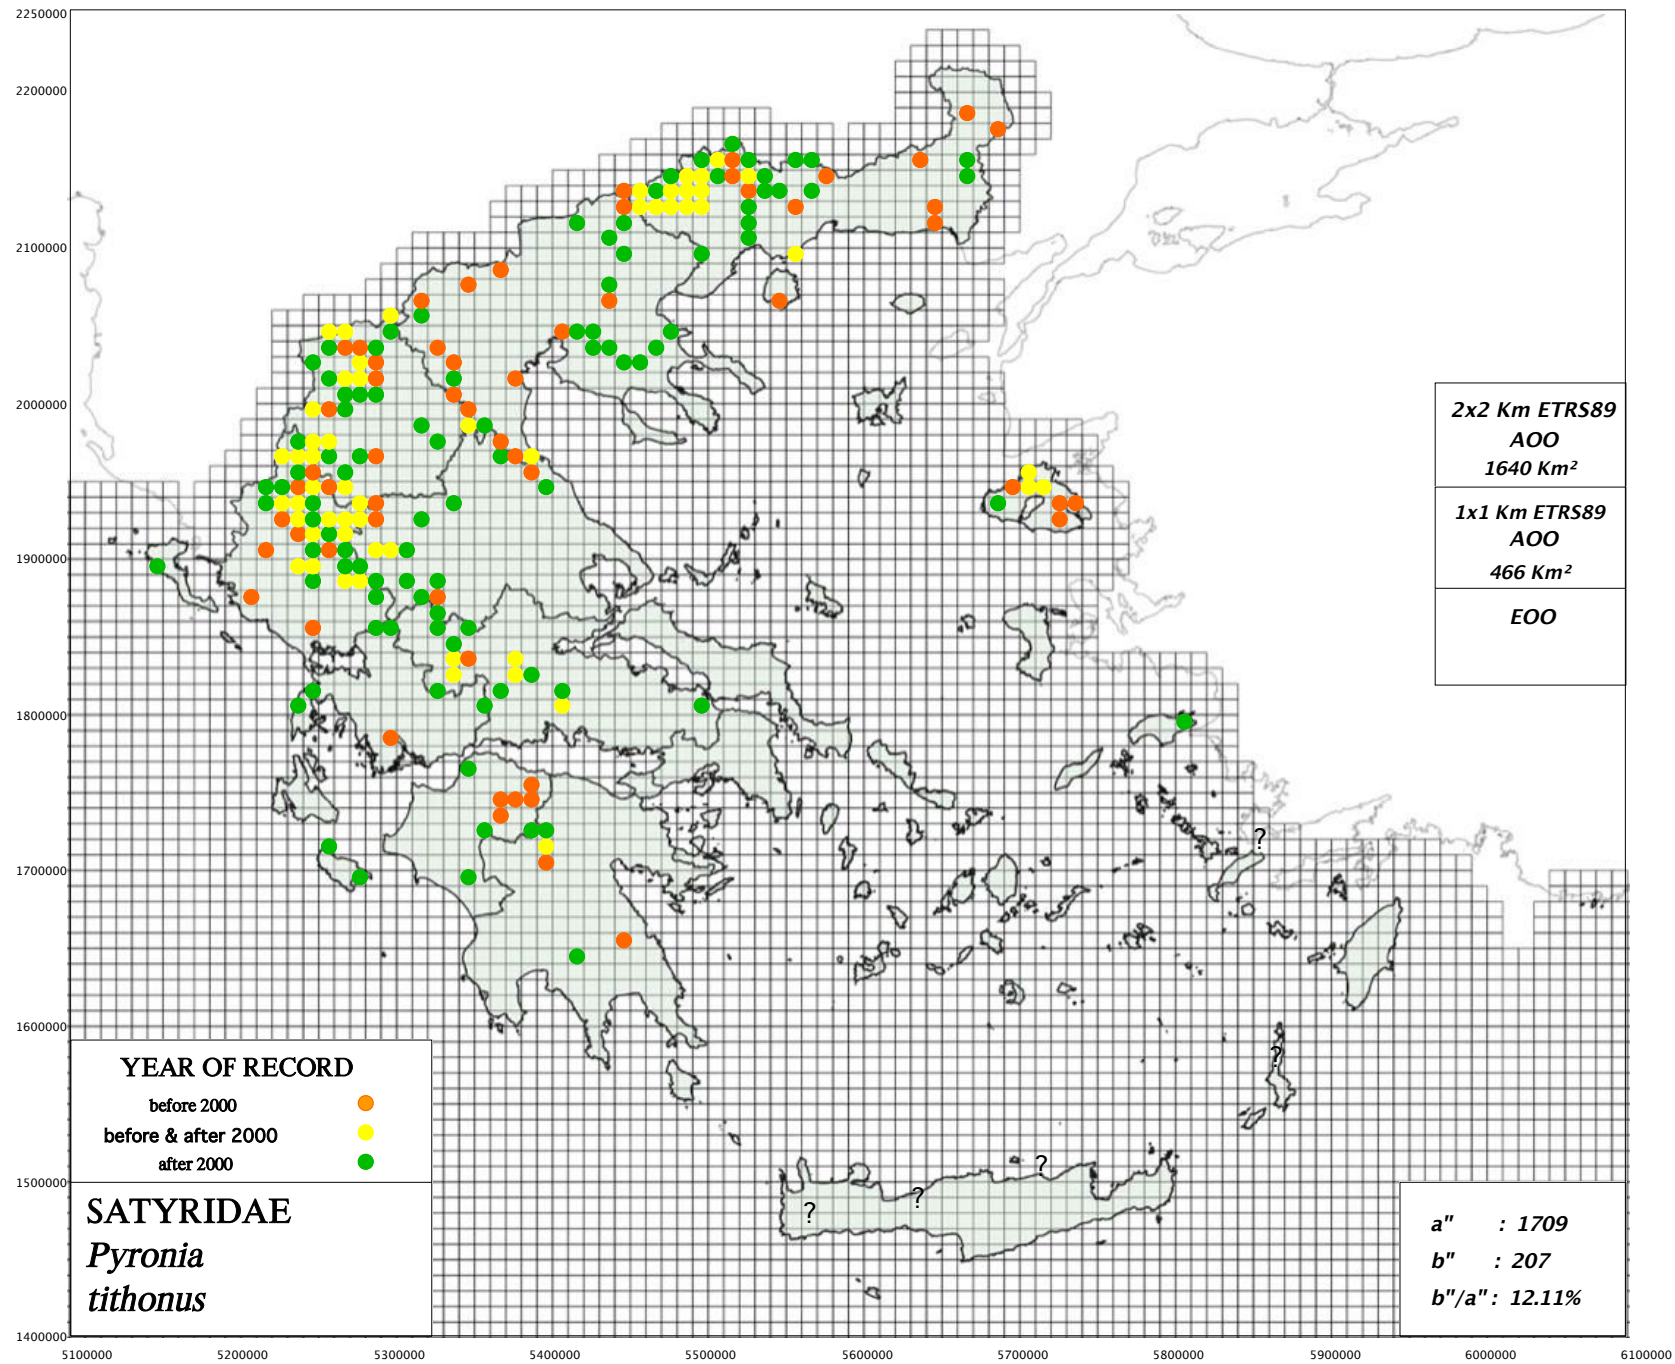 2250000
2200000
2100000
2000000
1900000
1800000
1700000
1600000
1500000
1400000
5100000 5200000 5300000 5400000 5500000 5600000 5700000 5800000 5900000 6000000 6100000
2x2 Km ETRS89
AOO
1640 Km²
1x1 Km ETRS89
AOO
466 Km²
EOO
?
?
?
?
?
YEAR OF RECORD
before 2000
before & after 2000
after 2000
SATYRIDAE
Pyronia
tithonus
a" : 1709
b" : 207
b"/a" : 12.11%